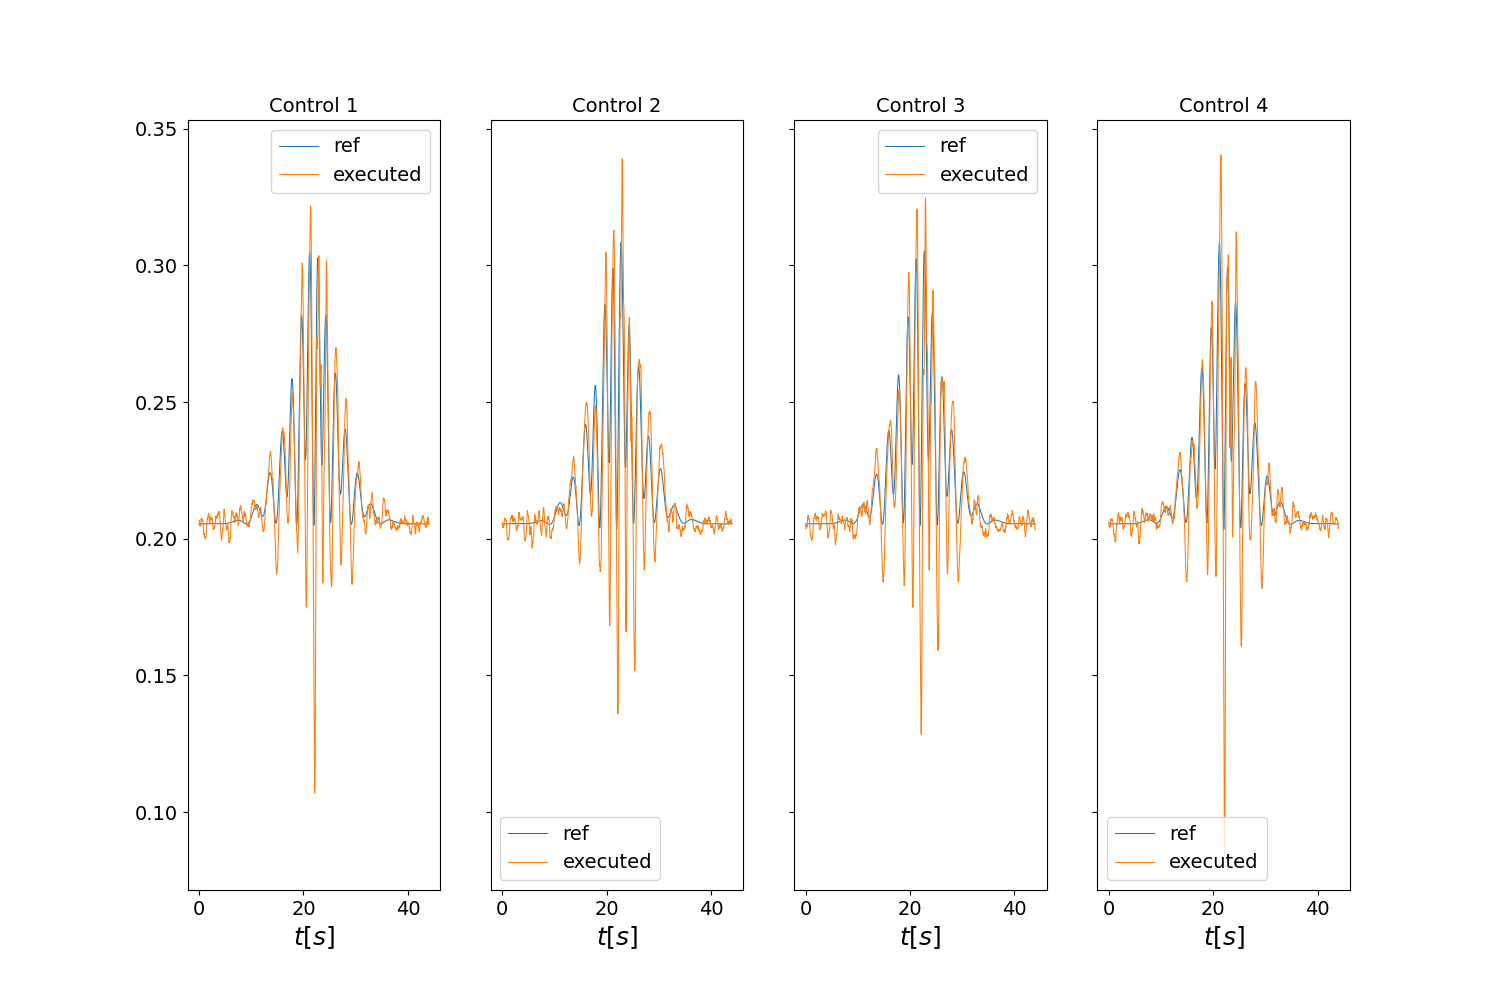 Control 1
Control 2
Control 3
Control 4
ref
executed
ref
executed
ref
executed
ref
executed
0.35
0.30
0.25
0.20
0.15
0.10
0
20
40
0
20
40
0
20
40
0
20
40
t[s]
t[s]
t[s]
t[s]